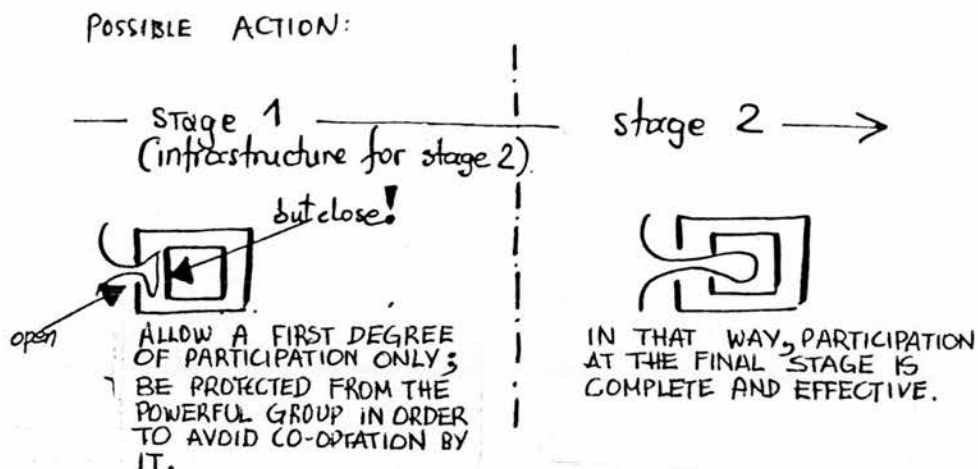 POSSIBLE ACTION:
Stage 1
(infrastructure for stage 2)
but close!
open
ALLOW A FIRST DEGREE
OF PARTICIPATION ONLY;
BE PROTECTED FROM THE
POWERFUL GROUP IN ORDER
TO AVOID CO-OPTATION BY
IT.
stage 2
IN THAT WAY, PARTICIPATION
AT THE FINAL STAGE IS
COMPLETE AND EFFECTIVE.